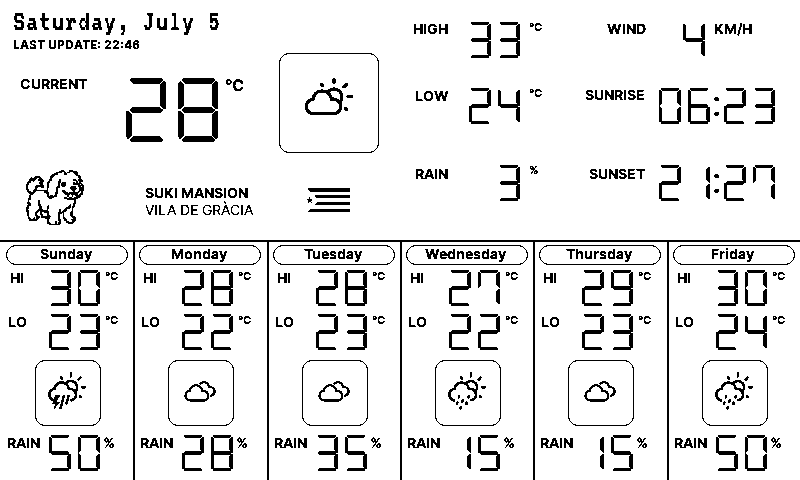 Saturday, July 5
LAST UPDATE: 22:46
CURRENT 28 °C
HIGH 33 °C
LOW 24 °C
RAIN 3 %
WIND 4 KM/H
SUNRISE 06:23
SUNSET 21:27
SUKI MANSION
VILA DE GRÀCIA
Sunday
HI 30 °C
LO 23 °C
RAIN 50 %
Monday
HI 28 °C
LO 22 °C
RAIN 28 %
Tuesday
HI 28 °C
LO 23 °C
RAIN 35 %
Wednesday
HI 27 °C
LO 22 °C
RAIN 15 %
Thursday
HI 29 °C
LO 23 °C
RAIN 15 %
Friday
HI 30 °C
LO 24 °C
RAIN 50 %